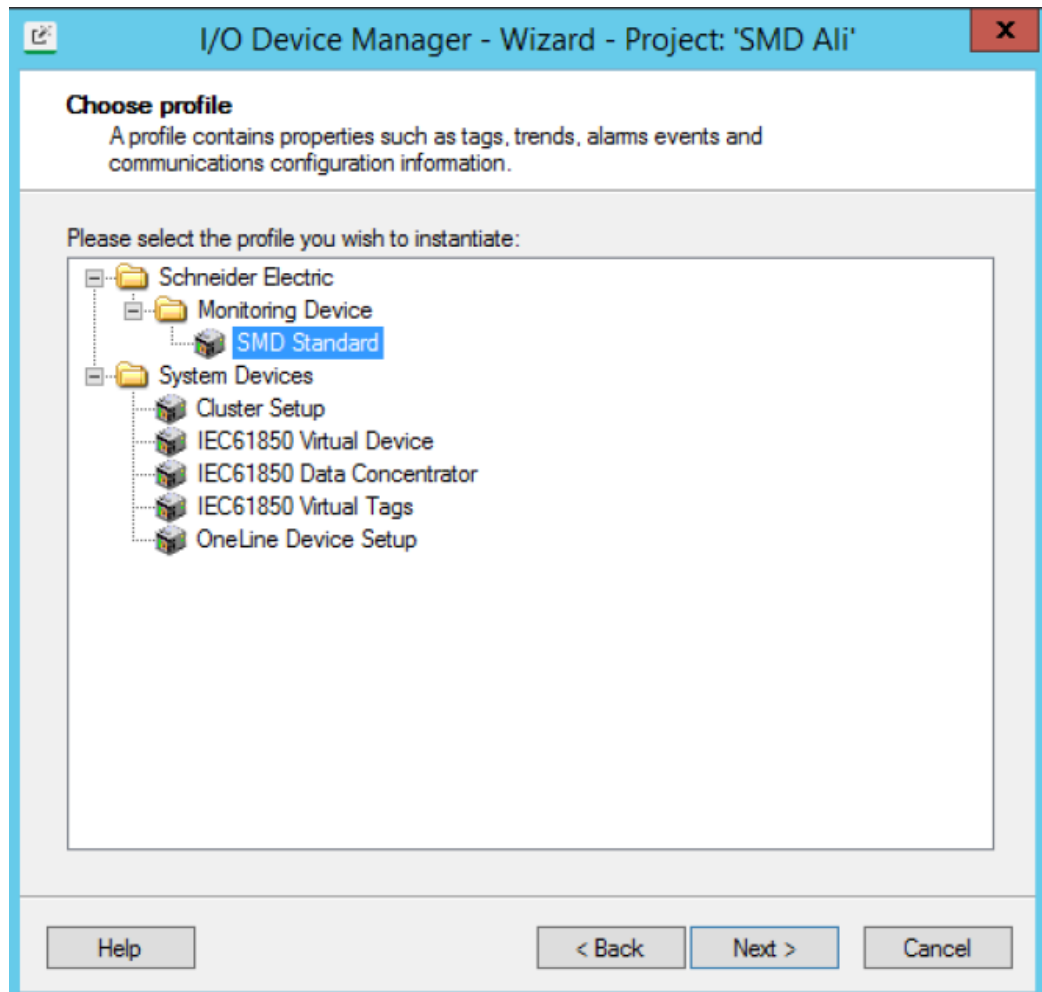 I/O Device Manager - Wizard - Project: 'SMD Ali'
x
Choose profile
A profile contains properties such as tags, trends, alarms events and
communications configuration information.
Please select the profile you wish to instantiate:
Schneider Electric
Monitoring Device
SMD Standard
System Devices
Cluster Setup
IEC61850 Virtual Device
IEC61850 Data Concentrator
IEC61850 Virtual Tags
OneLine Device Setup
Help
< Back
Next >
Cancel